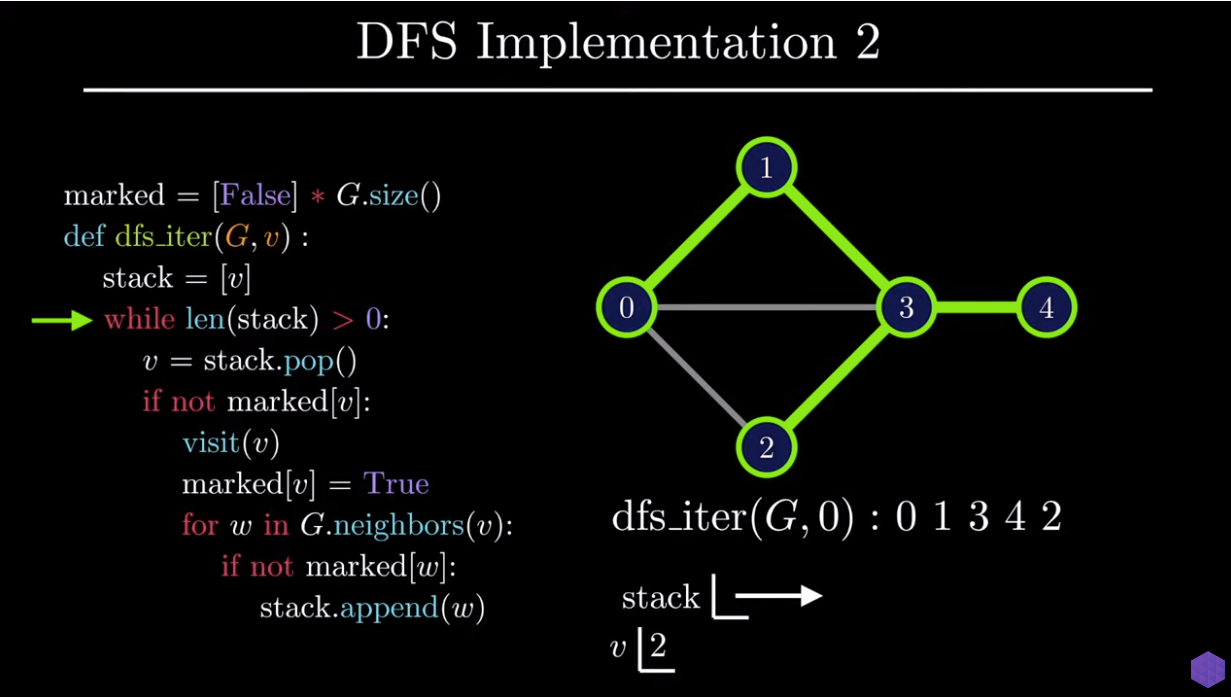 DFS Implementation 2
marked = [False] * G.size()
def dfs_iter(G, v) :
stack = [v]
while len(stack) > 0:
v = stack.pop()
if not marked[v]:
visit(v)
marked[v] = True
for w in G.neighbors(v):
if not marked[w]:
stack.append(w)
1
0
3
4
2
dfs_iter(G, 0) : 0 1 3 4 2
stack
v 2